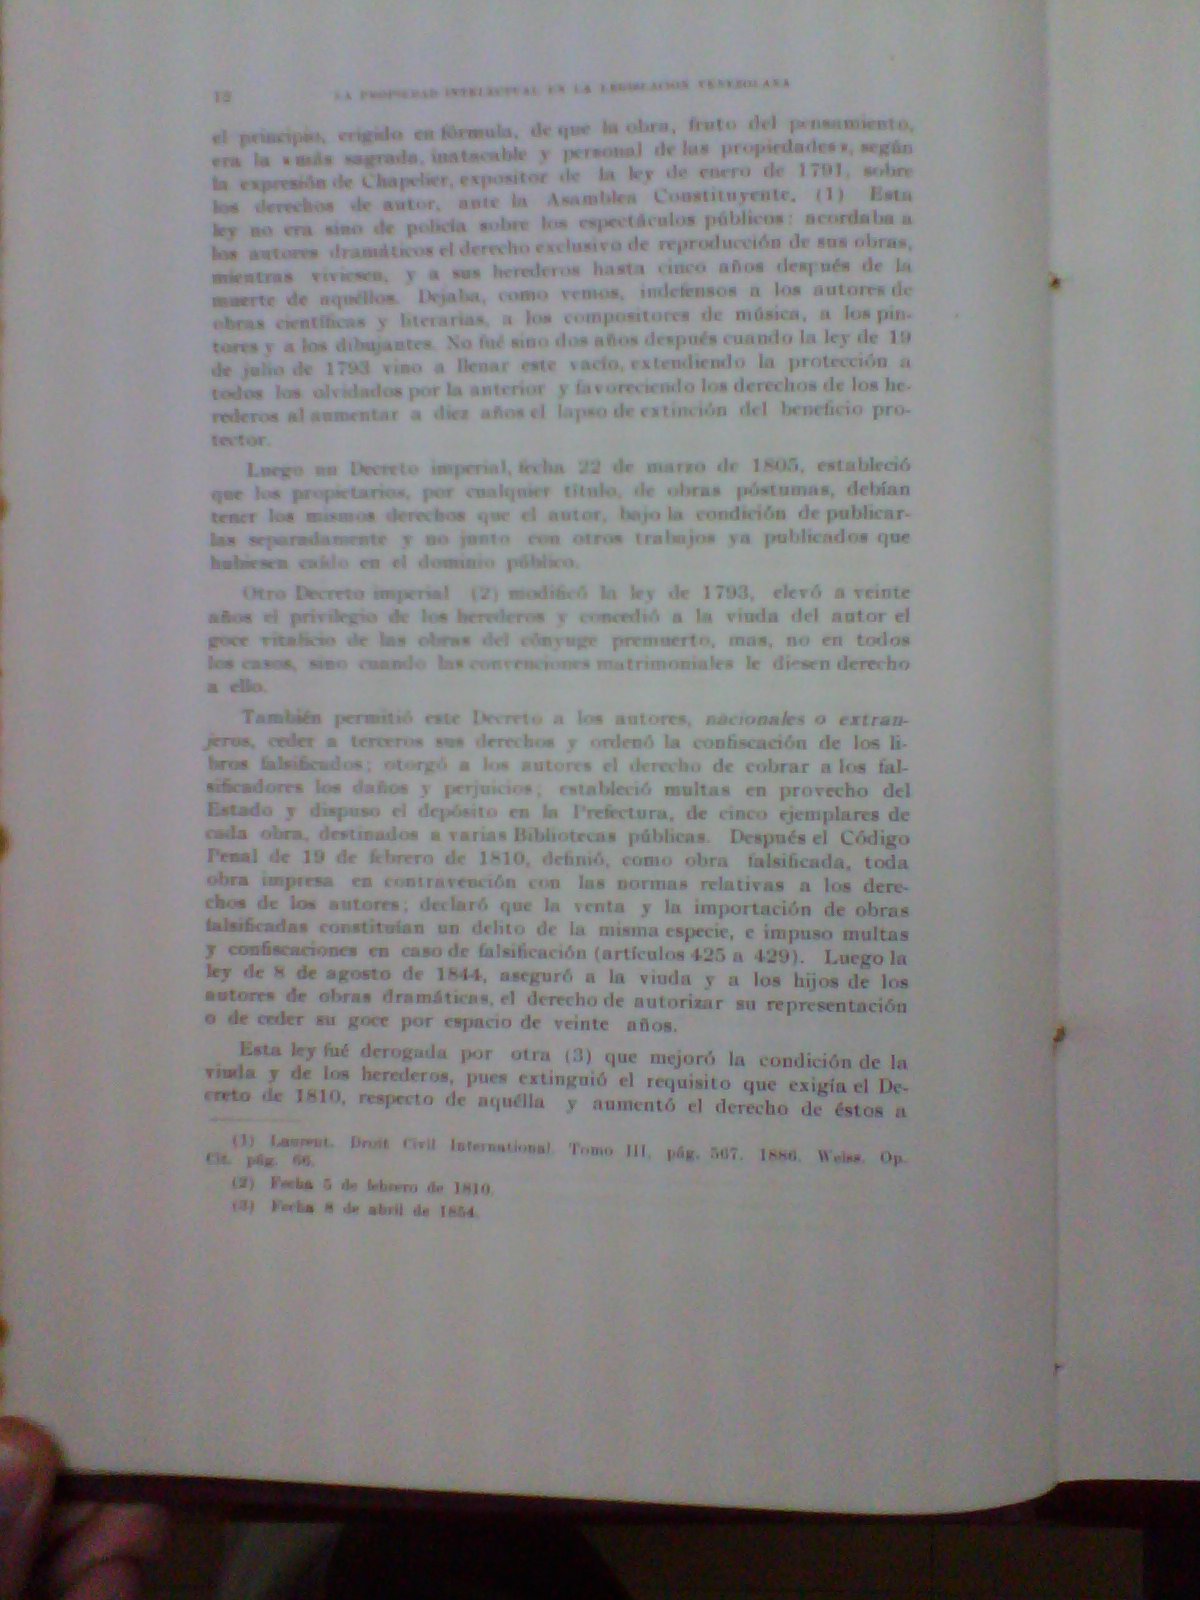 12 LA PROPIEDAD INTELECTUAL EN LA LEGISLACION VENEZOLANA
el principio, erigido en fórmula, de que la obra, fruto del pensamiento,
era la «más sagrada, inatacable y personal de las propiedades», según
la expresión de Chapelier, expositor de la ley de enero de 1791, sobre
los derechos de autor, ante la Asamblea Constituyente. (1) Esta
ley no era sino de policía sobre los espectáculos públicos: acordaba a
los autores dramáticos el derecho exclusivo de reproducción de sus obras,
mientras viviesen, y a sus herederos hasta cinco años después de la
muerte de aquéllos. Dejaba, como vemos, indefensos a los autores de
obras científicas y literarias, a los compositores de música, a los pin-
tores y a los dibujantes. No fué sino dos años después cuando la ley de 19
de julio de 1793 vino a llenar este vacío, extendiendo la protección a
todos los olvidados por la anterior y favoreciendo los derechos de los he-
rederos al aumentar a diez años el lapso de extinción del beneficio pro-
tector.
Luego un Decreto imperial, fecha 22 de marzo de 1805, estableció
que los propietarios, por cualquier título, de obras póstumas, debían
tener los mismos derechos que el autor, bajo la condición de publicar-
las separadamente y no junto con otros trabajos ya publicados que
hubiesen caído en el dominio público.
Otro Decreto imperial (2) modificó la ley de 1793, elevó a veinte
años el privilegio de los herederos y concedió a la viuda del autor el
goce vitalicio de las obras del cónyuge premuerto, mas, no en todos
los casos, sino cuando las convenciones matrimoniales le diesen derecho
a ello.
También permitió este Decreto a los autores, nacionales o extran-
jeros, ceder a terceros sus derechos y ordenó la confiscación de los li-
bros falsificados; otorgó a los autores el derecho de cobrar a los fal-
sificadores los daños y perjuicios; estableció multas en provecho del
Estado y dispuso el depósito en la Prefectura, de cinco ejemplares de
cada obra, destinados a varias Bibliotecas públicas. Después el Código
Penal de 19 de febrero de 1810, definió, como obra falsificada, toda
obra impresa en contravención con las normas relativas a los dere-
chos de los autores; declaró que la venta y la importación de obras
falsificadas constituían un delito de la misma especie, e impuso multas
y confiscaciones en caso de falsificación (artículos 425 a 429). Luego la
ley de 8 de agosto de 1844, aseguró a la viuda y a los hijos de los
autores de obras dramáticas, el derecho de autorizar su representación
o de ceder su goce por espacio de veinte años.
Esta ley fué derogada por otra (3) que mejoró la condición de la
viuda y de los herederos, pues extinguió el requisito que exigía el De-
creto de 1810, respecto de aquélla y aumentó el derecho de éstos a
(1) Laurent. Droit Civil International. Tomo III, pág. 567. 1886. Weiss. Op.
Cit. pág. 66.
(2) Fecha 5 de febrero de 1810.
(3) Fecha 8 de abril de 1854.